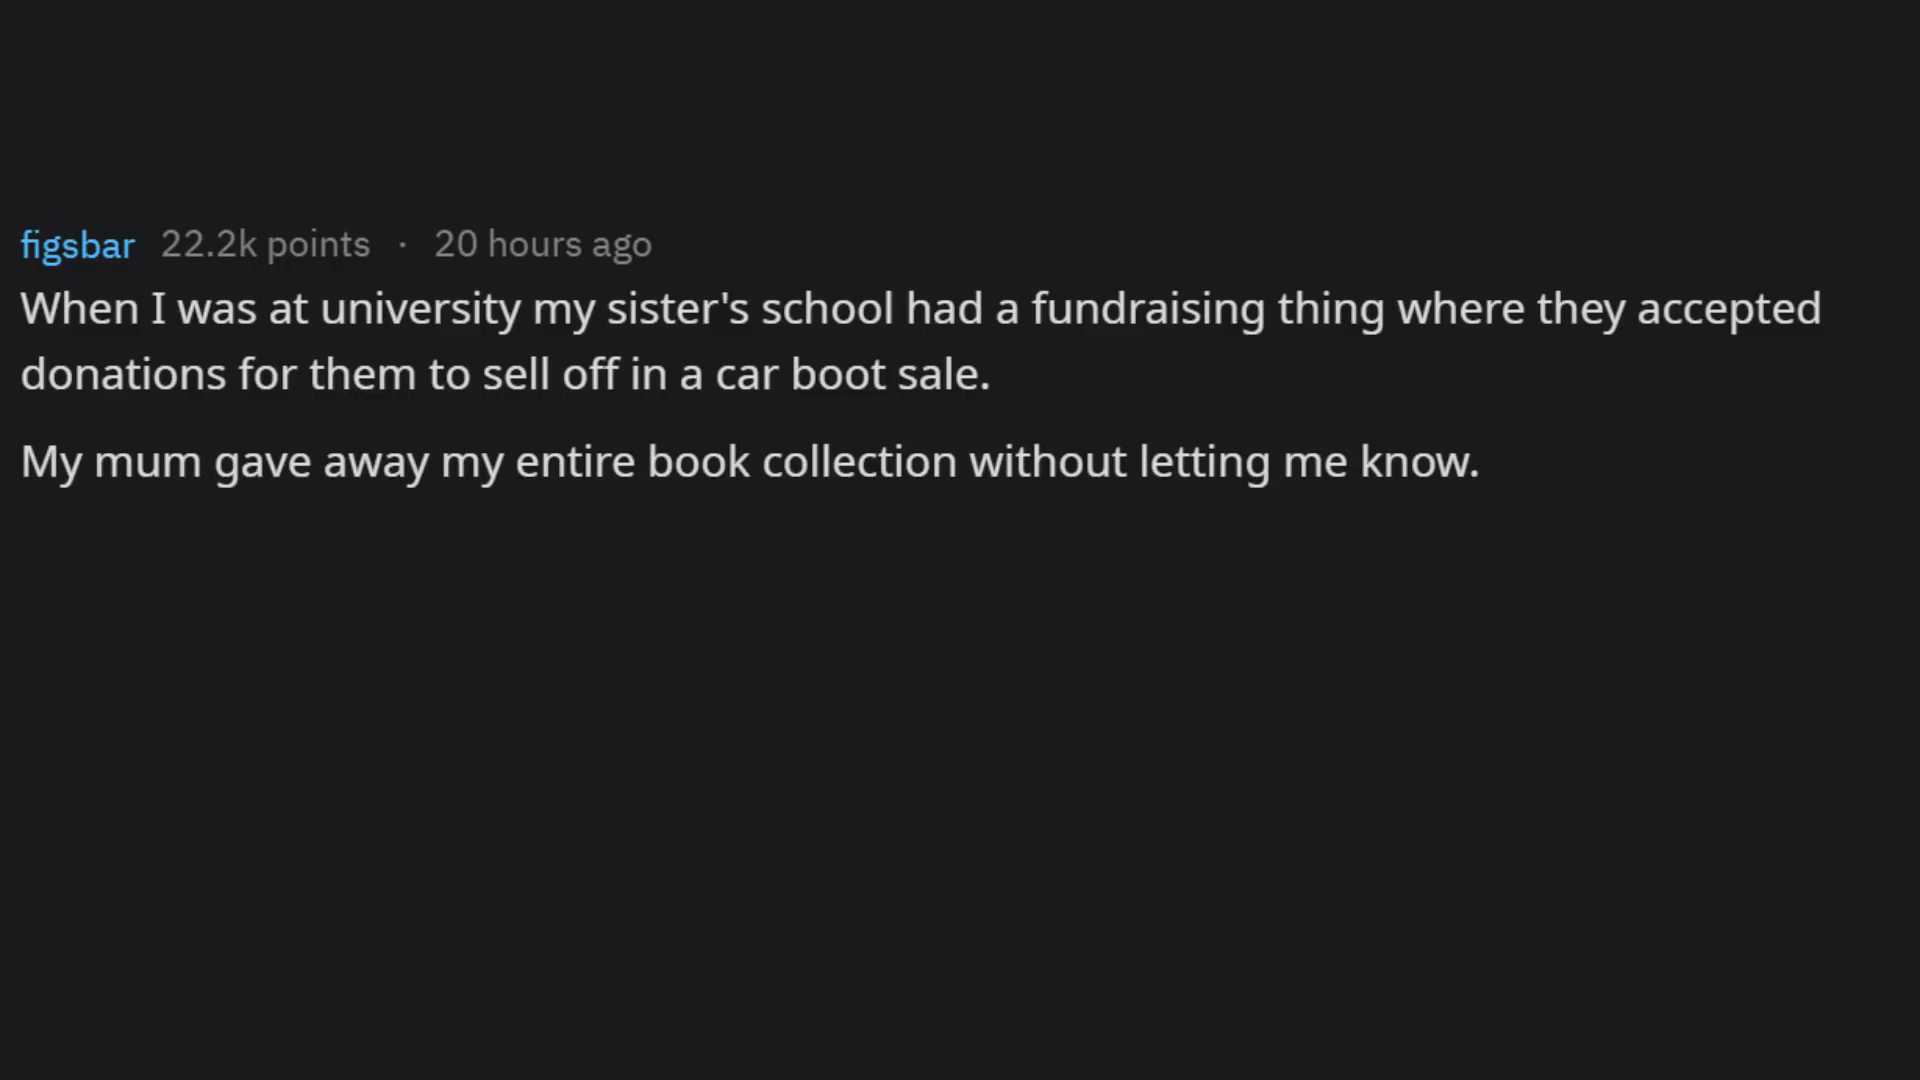 figsbar 22.2k points · 20 hours ago
When I was at university my sister's school had a fundraising thing where they accepted
donations for them to sell off in a car boot sale.
My mum gave away my entire book collection without letting me know.